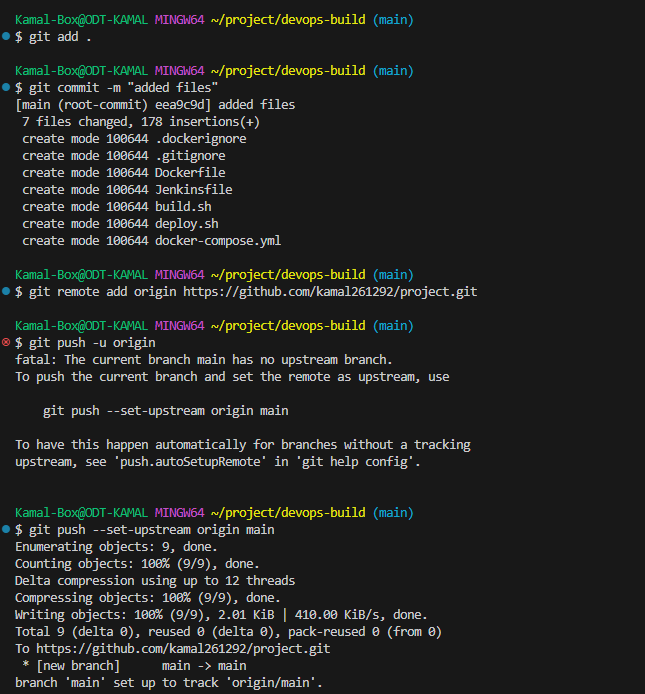 Kamal-Box@ODT-KAMAL MINGW64 ~/project/devops-build (main)
$ git add .
Kamal-Box@ODT-KAMAL MINGW64 ~/project/devops-build (main)
$ git commit -m "added files"
[main (root-commit) eea9c9d] added files
 7 files changed, 178 insertions(+)
 create mode 100644 .dockerignore
 create mode 100644 .gitignore
 create mode 100644 Dockerfile
 create mode 100644 Jenkinsfile
 create mode 100644 build.sh
 create mode 100644 deploy.sh
 create mode 100644 docker-compose.yml
Kamal-Box@ODT-KAMAL MINGW64 ~/project/devops-build (main)
$ git remote add origin https://github.com/kamal261292/project.git
Kamal-Box@ODT-KAMAL MINGW64 ~/project/devops-build (main)
$ git push -u origin
fatal: The current branch main has no upstream branch.
To push the current branch and set the remote as upstream, use
    git push --set-upstream origin main
To have this happen automatically for branches without a tracking
upstream, see 'push.autoSetupRemote' in 'git help config'.
Kamal-Box@ODT-KAMAL MINGW64 ~/project/devops-build (main)
$ git push --set-upstream origin main
Enumerating objects: 9, done.
Counting objects: 100% (9/9), done.
Delta compression using up to 12 threads
Compressing objects: 100% (9/9), done.
Writing objects: 100% (9/9), 2.01 KiB | 410.00 KiB/s, done.
Total 9 (delta 0), reused 0 (delta 0), pack-reused 0 (from 0)
To https://github.com/kamal261292/project.git
 * [new branch]      main -> main
branch 'main' set up to track 'origin/main'.